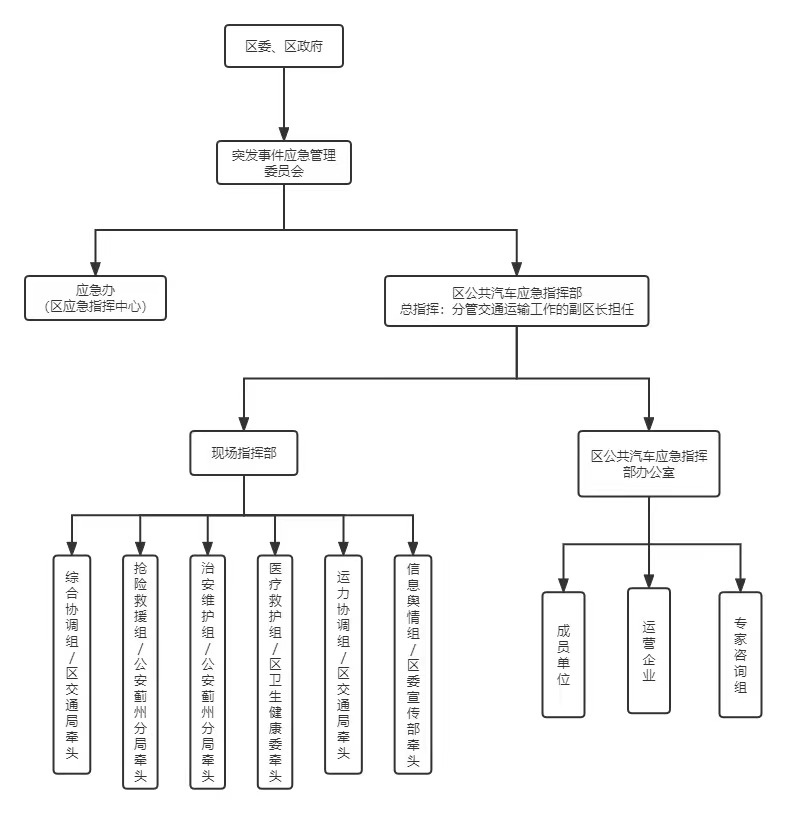 区委、区政府
突发事件应急管理
委员会
应急办
（区应急指挥中心）
区公共汽车应急指挥部
总指挥：分管交通运输工作的副区长担任
现场指挥部
区公共汽车应急指挥
部办公室
综合协调组/区交通局牵头
抢险救援组/公安蓟州分局牵头
治安维护组/公安蓟州分局牵头
医疗救护组/区卫生健康委牵头
运力协调组/区交通局牵头
信息舆情组/区委宣传部牵头
成员单位
运营企业
专家咨询组